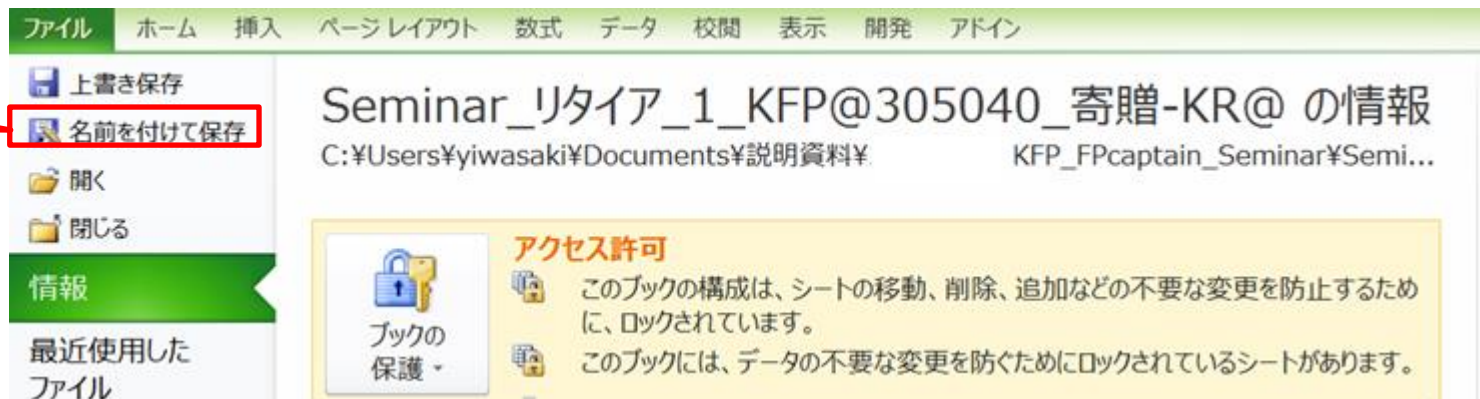 ファイル ホーム 挿入 ページ レイアウト 数式 データ 校閲 表示 開発 アドイン
上書き保存
名前を付けて保存
開く
閉じる
情報
最近使用した
ファイル
Seminar_リタイア_1_KFP@305040_寄贈-KR@ の情報
C:¥Users¥yiwasaki¥Documents¥説明資料¥. KFP_FPcaptain_Seminar¥Semi...
ブックの
保護
アクセス許可
このブックの構成は、シートの移動、削除、追加などの不要な変更を防止するため
に、ロックされています。
このブックには、データの不要な変更を防ぐためにロックされているシートがあります。